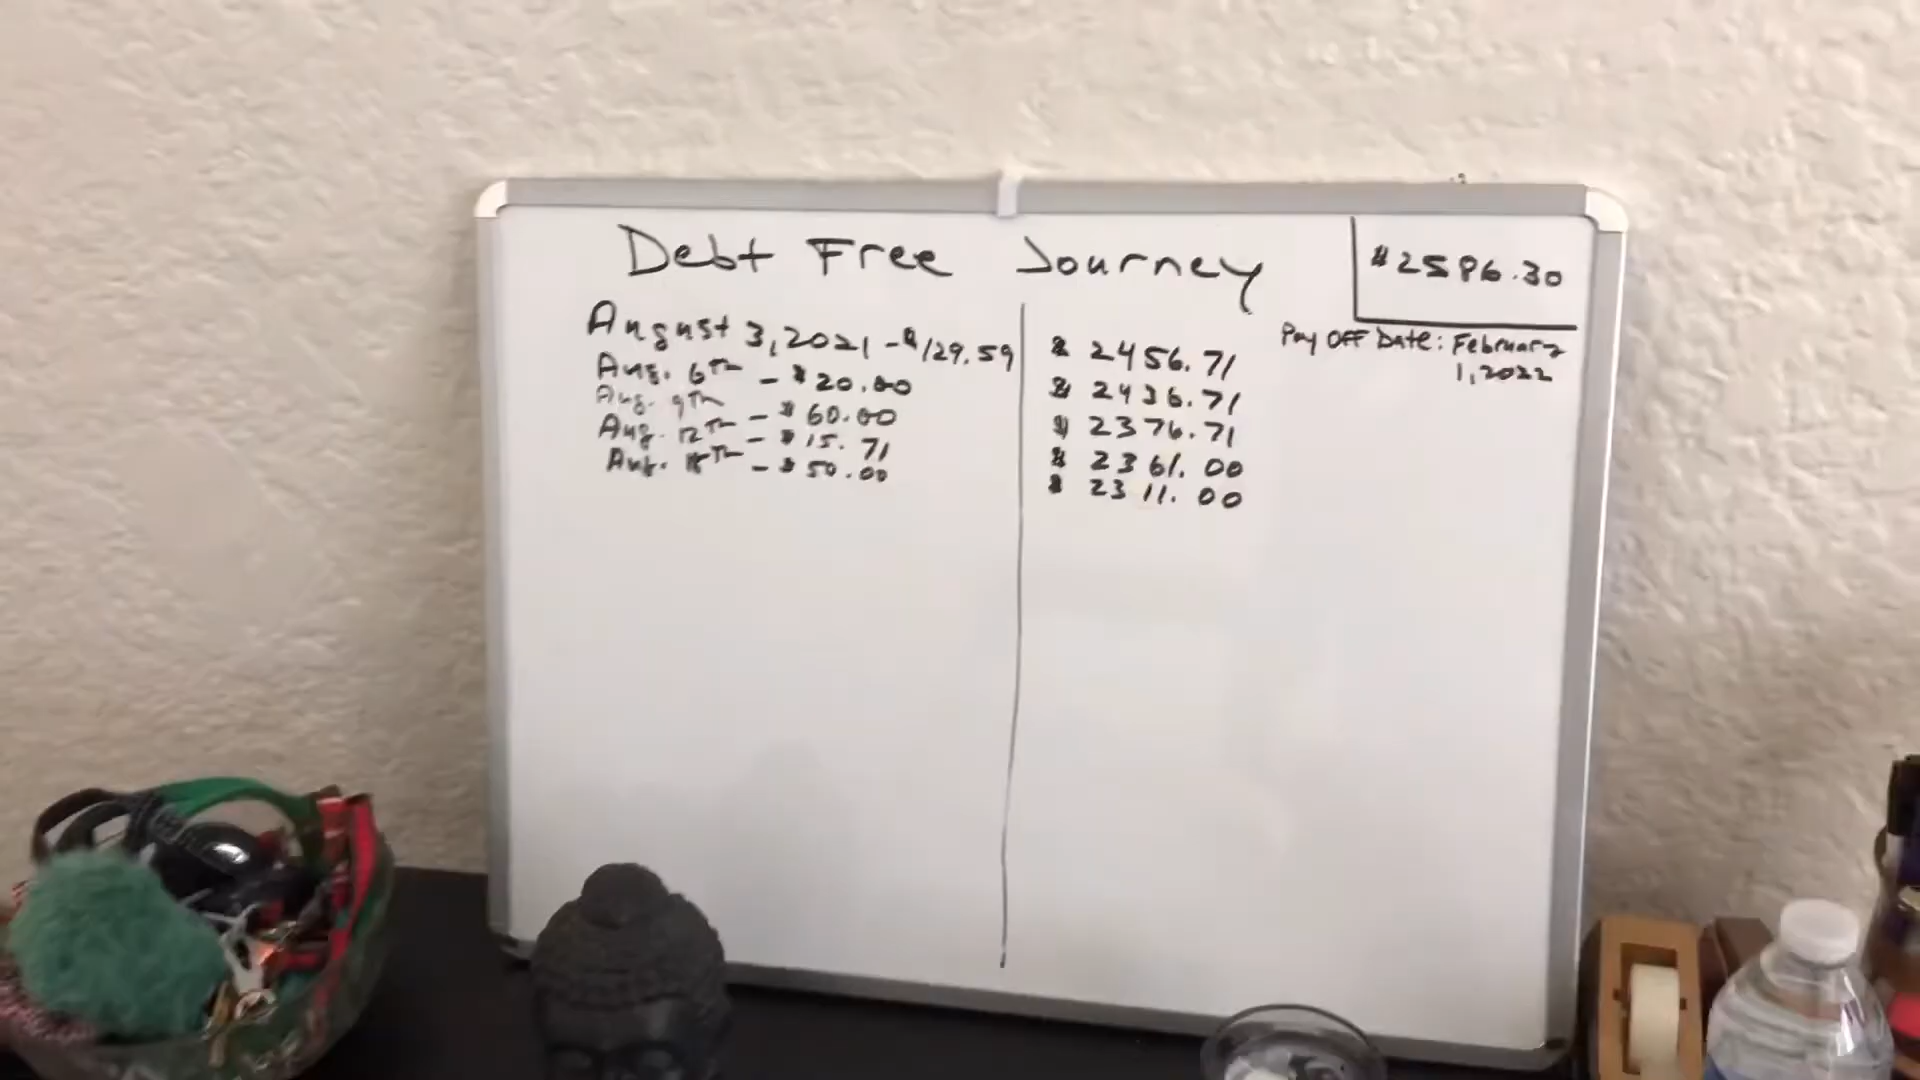 Debt Free Journey
$2586.30
Pay OFF Date: February
1,2022
August 3,2021 - $129.59 $ 2456.71
Aug. 6th - $20.00 $ 2436.71
Aug. 9th - $60.00 $ 2376.71
Aug. 12th - $15.71 $ 2361.00
Aug. 18th - $50.00 $ 2311.00